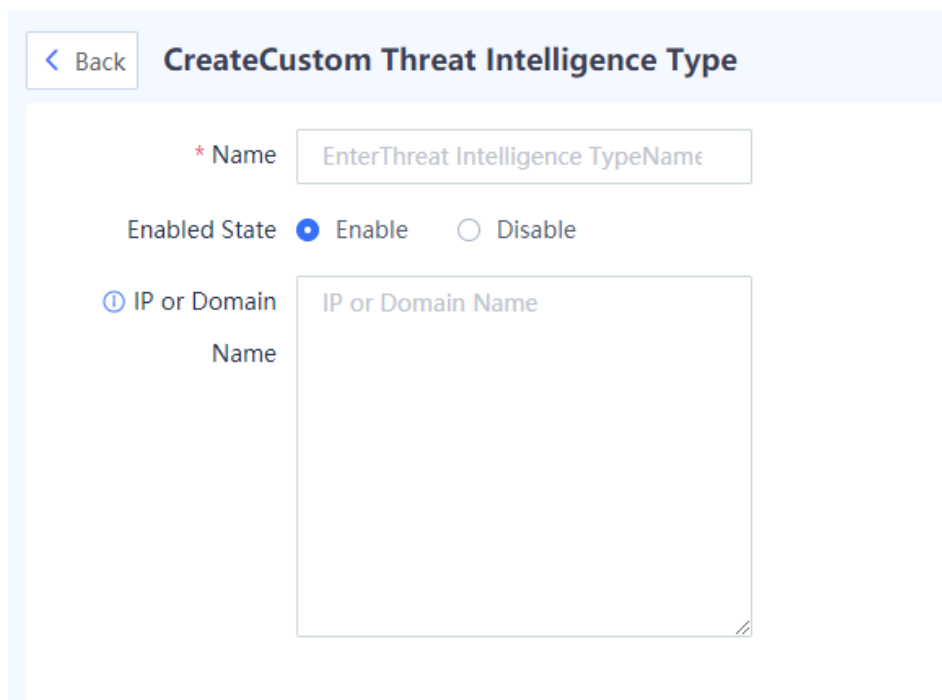 Back CreateCustom Threat Intelligence Type
* Name EnterThreat Intelligence TypeName
Enabled State Enable Disable
IP or Domain IP or Domain Name
Name